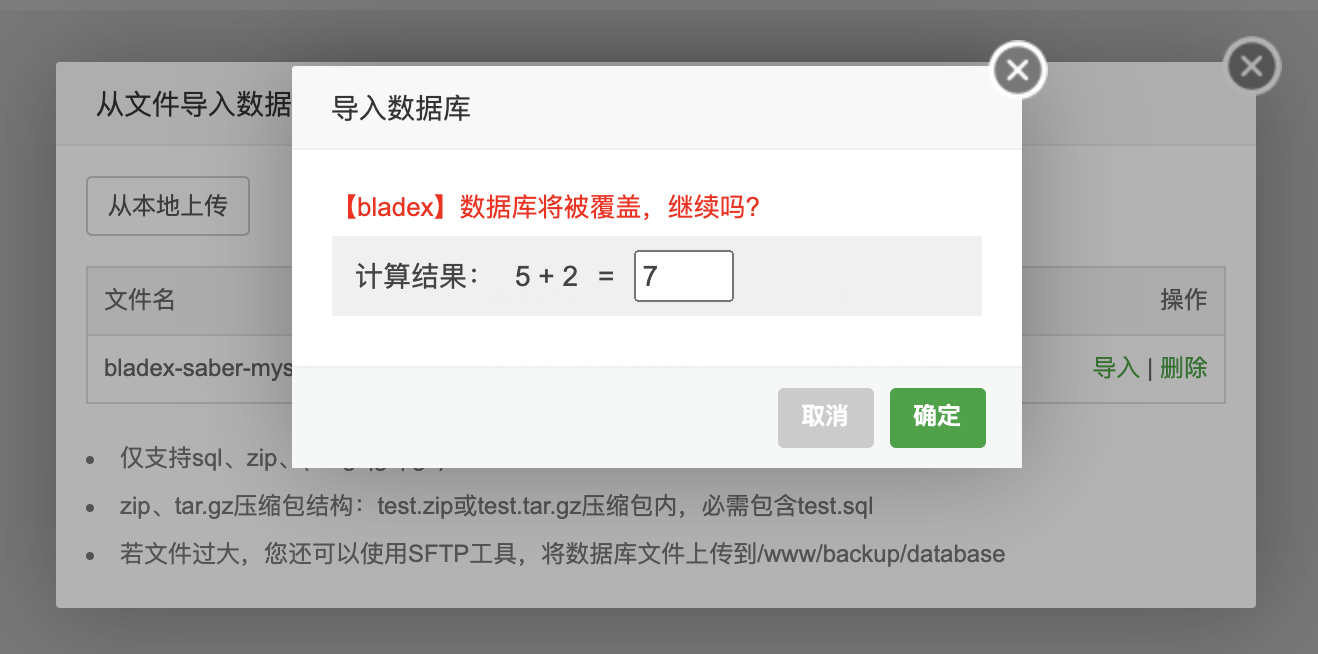 从文件导入数据
导入数据库
从本地上传
【bladex】数据库将被覆盖，继续吗?
计算结果： 5 + 2 = 7
文件名 操作
bladex-saber-mys 导入 | 删除
取消 确定
仅支持sql、zip、
zip、tar.gz压缩包结构：test.zip或test.tar.gz压缩包内，必需包含test.sql
若文件过大，您还可以使用SFTP工具，将数据库文件上传到/www/backup/database